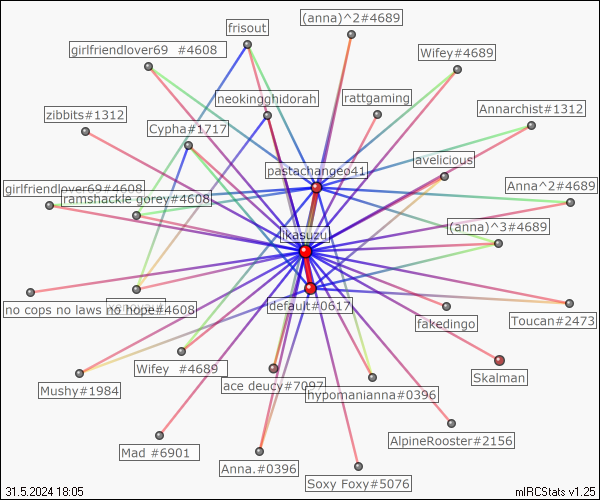 frisout
(anna)^2#4689
girlfriendlover69 #4608
Wifey#4689
neokingghidorah
rattgaming
zibbits#1312
Annarchist#1312
Cypha#1717
avelicious
pastachangeo41
girlfriendlover69#4608
ramshackle gorey#4608
Anna^2#4689
(anna)^3#4689
ikasuzu
no cops no laws no hope#4608
default#0617
fakedingo
Toucan#2473
Wifey #4689
Skalman
Mushy#1984
ace deucy#7097
hypomanianna#0396
Mad #6901
AlpineRooster#2156
Anna.#0396
Soxy Foxy#5076
31.5.2024 18:05
mIRCStats v1.25